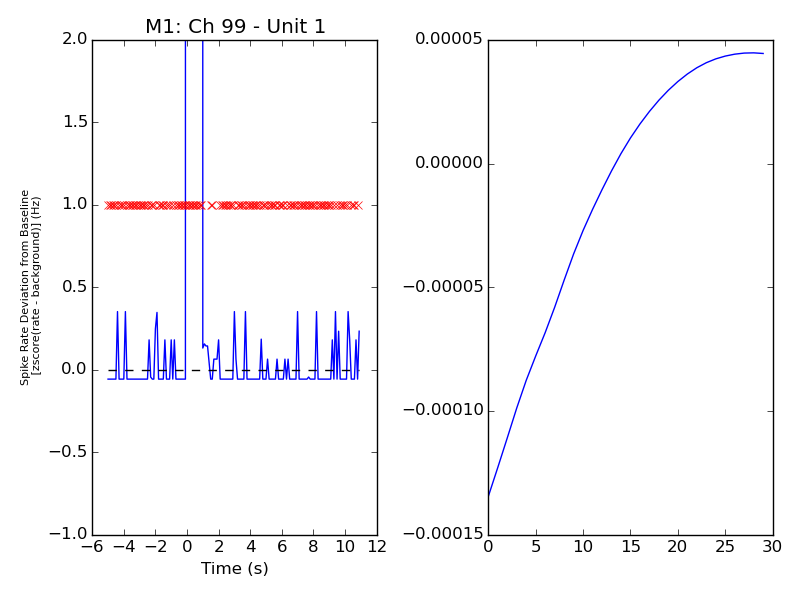 M1: Ch 99 - Unit 1
2.0
1.5
1.0
0.5
0.0
−0.5
−1.0
−6 −4 −2 0 2 4 6 8 10 12
Time (s)
Spike Rate Deviation from Baseline
[zscore(rate - background)] (Hz)
0.00005
0.00000
−0.00005
−0.00010
−0.00015
0 5 10 15 20 25 30